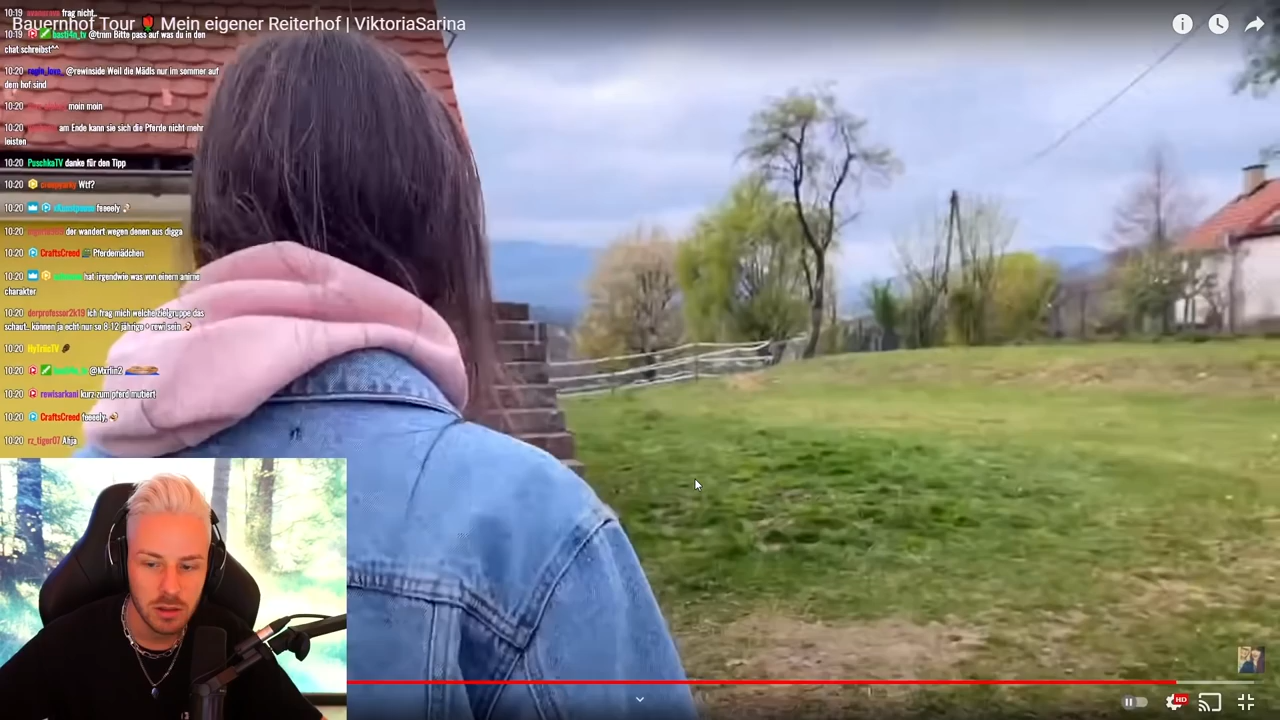 Bauernhof Tour 🌹 Mein eigener Reiterhof | ViktoriaSarina
10:19 frag nicht..
10:19 basti4n_tv @tmm Bitte pass auf was du in den
chat schreibst^^
10:20 @rewinside Weil die Mädls nur im sommer auf
dem hof sind
10:20 moin moin
10:20 am Ende kann sie sich die Pferde nicht mehr
leisten
10:20 PuschkaTV danke für den Tipp
10:20 Wtf?
10:20 feeeely
10:20 der wandert wegen denen aus digga
10:20 CraftsCreed Pferdemädchen
10:20 hat irgendwie was von einem anime
charakter
10:20 derprofessor2k19 ich frag mich welche zielgruppe das
schaut.. können ja echt nur so 8-12 jährige + rewi sein
10:20 HyTriixTV
10:20 @Mxrlin2
10:20 rewisarkani kurz zum pferd mutiert
10:20 CraftsCreed feeeely,
10:20 rz_tiger07 Ahja
HD